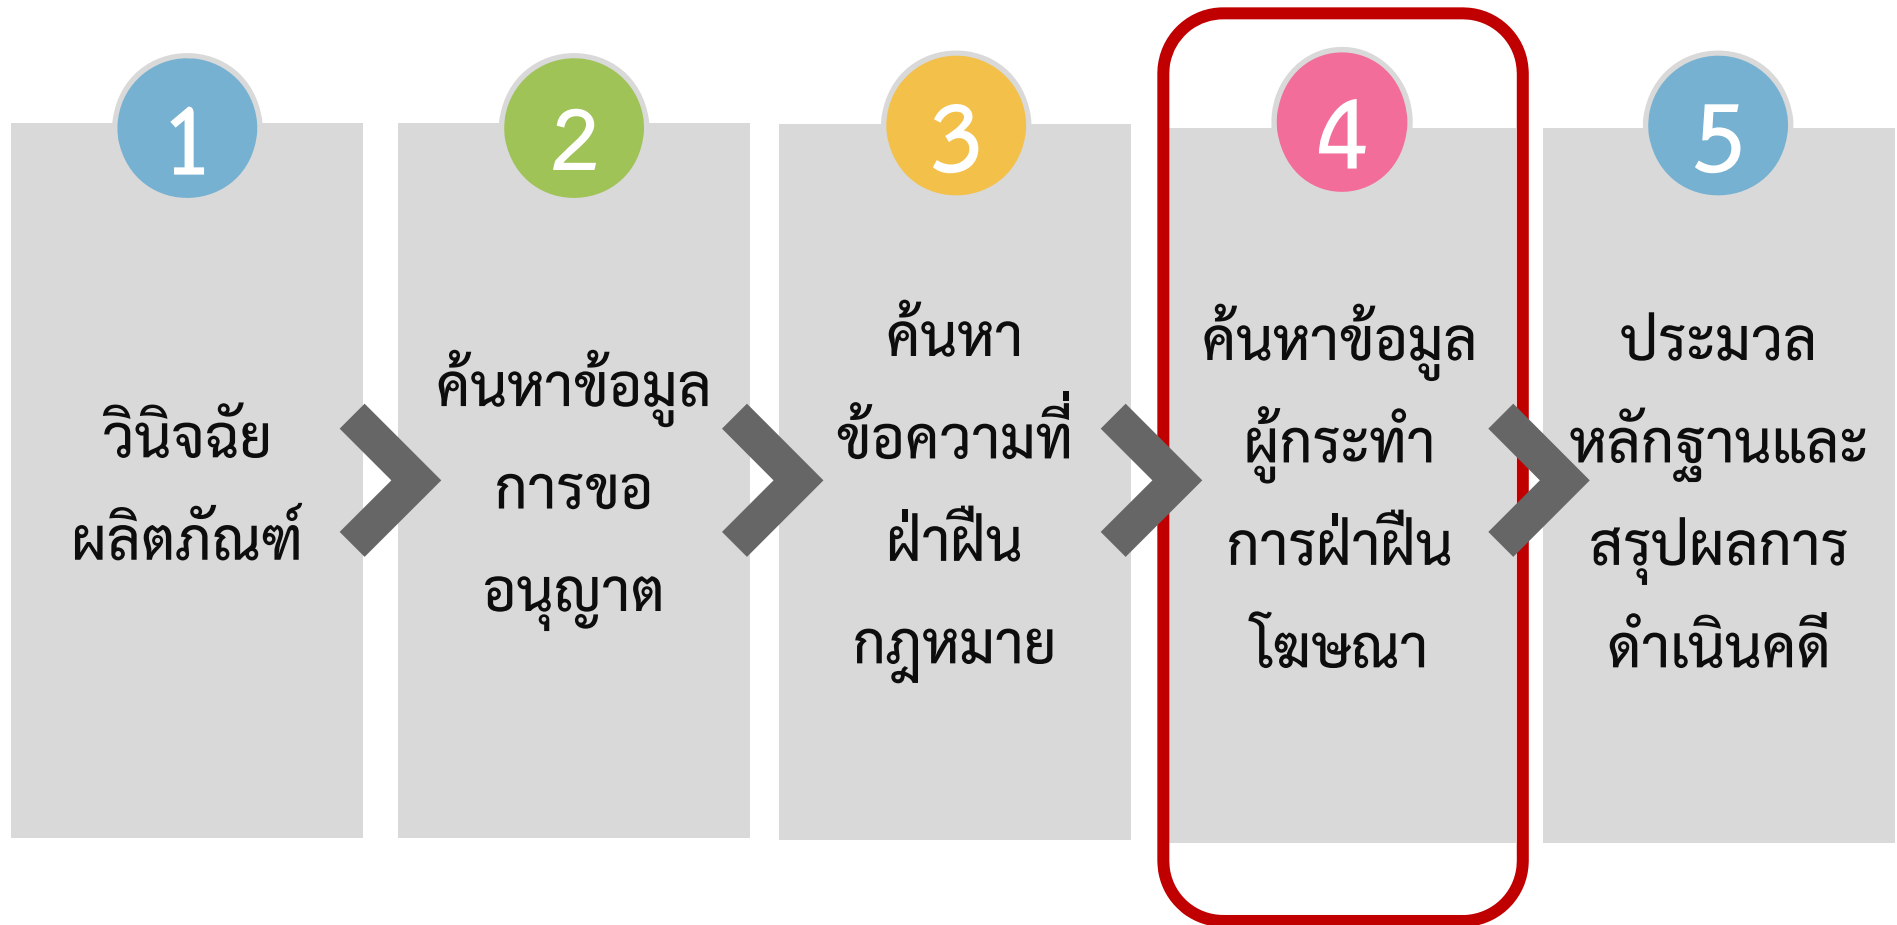 1
วินิจฉัย
ผลิตภัณฑ์
2
ค้นหาข้อมูล
การขอ
อนุญาต
3
ค้นหา
ข้อความที่
ฝ่าฝืน
กฎหมาย
4
ค้นหาข้อมูล
ผู้กระทำ
การฝ่าฝืน
โฆษณา
5
ประมวล
หลักฐานและ
สรุปผลการ
ดำเนินคดี